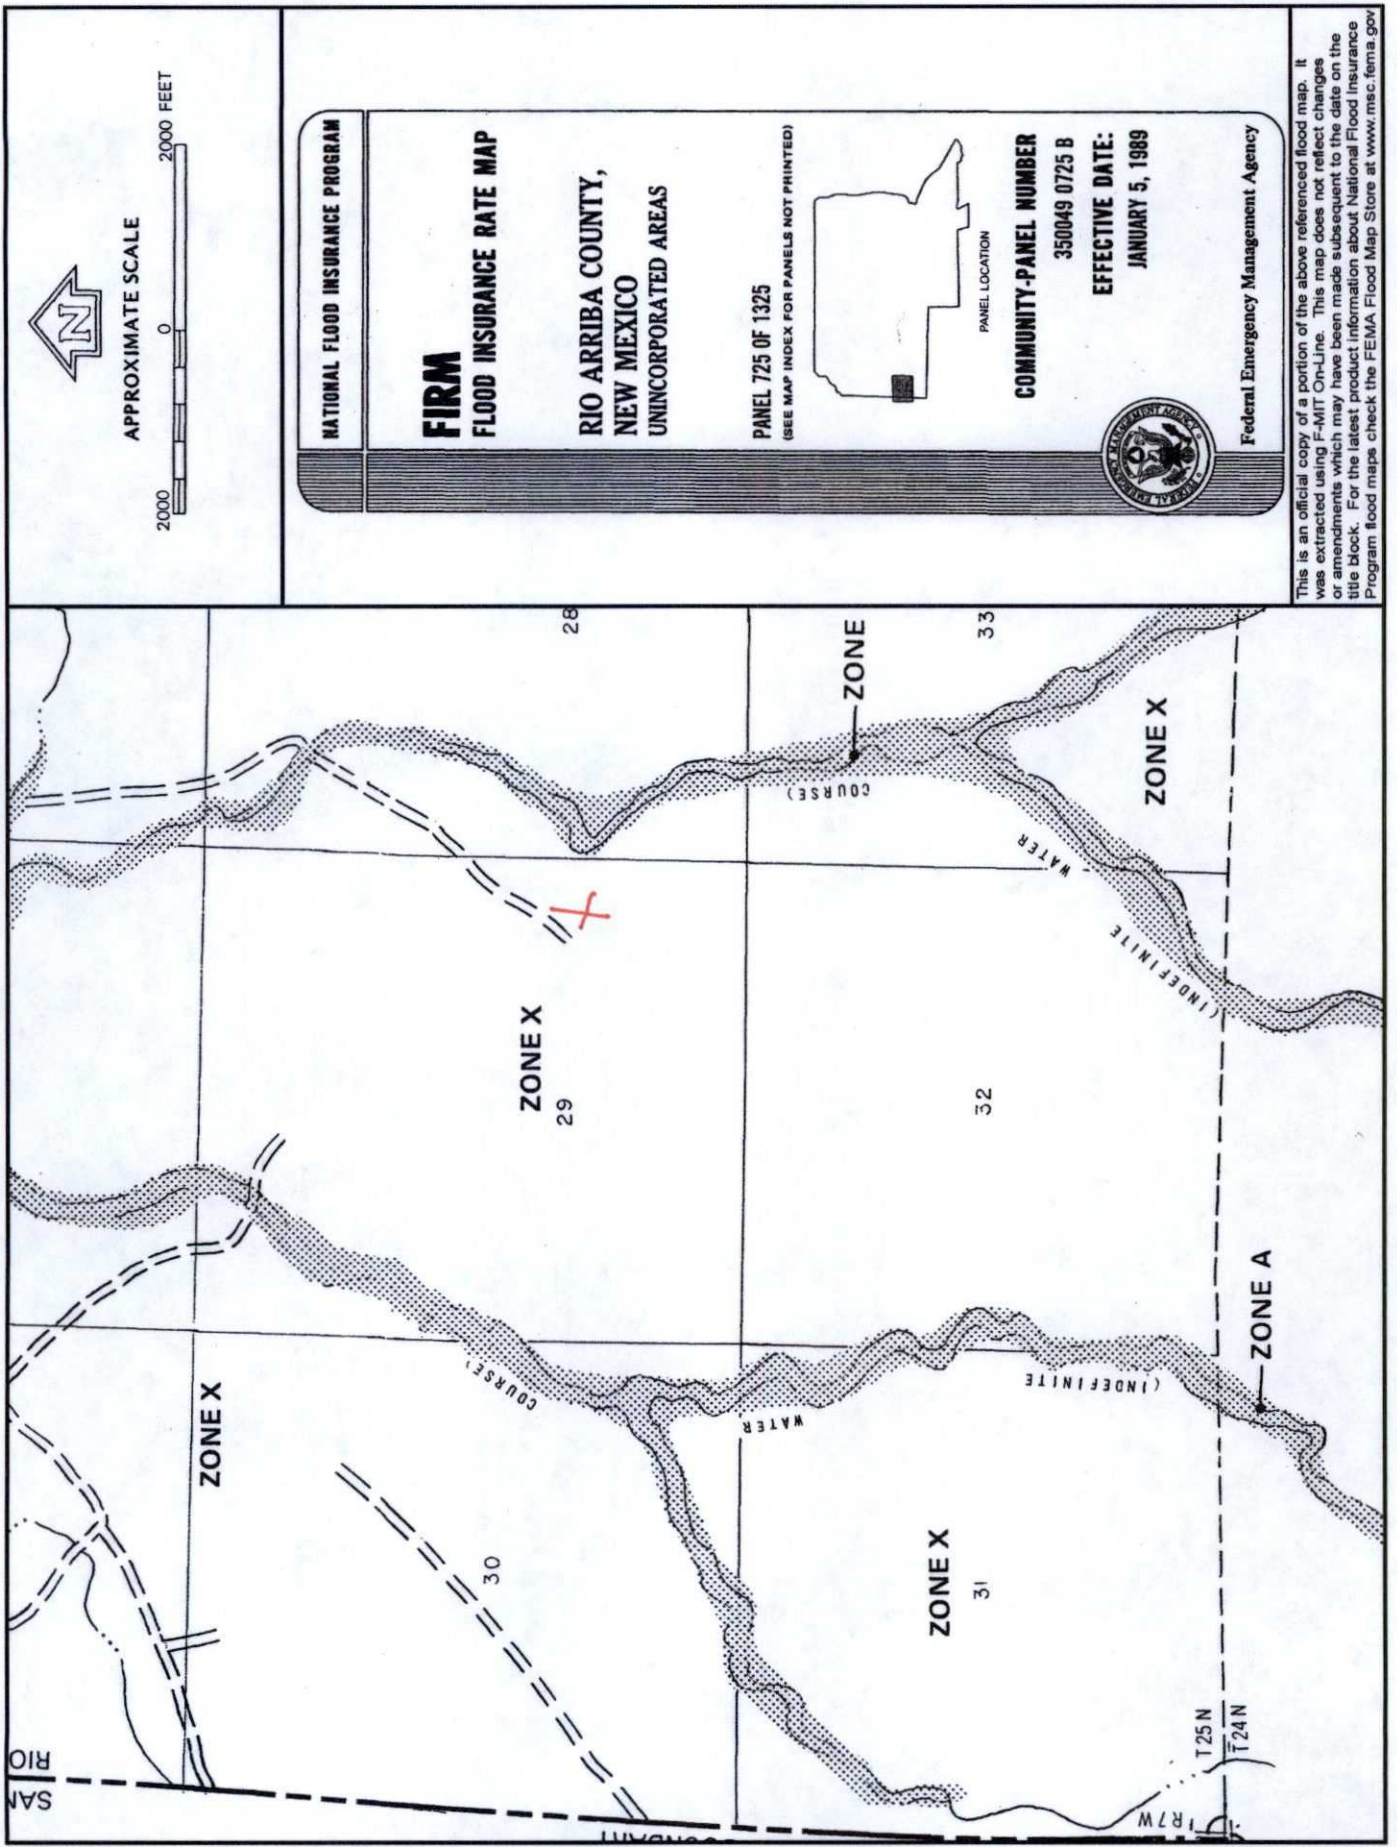 APPROXIMATE SCALE
2000
0
2000 FEET
N
NATIONAL FLOOD INSURANCE PROGRAM
FIRM
FLOOD INSURANCE RATE MAP
RIO ARRIBA COUNTY,
NEW MEXICO
UNINCORPORATED AREAS
PANEL 725 OF 1325
(SEE MAP INDEX FOR PANELS NOT PRINTED)
PANEL LOCATION
COMMUNITY-PANEL NUMBER
350049 0725 B
EFFECTIVE DATE:
JANUARY 5, 1989
FEDERAL EMERGENCY MANAGEMENT AGENCY
Federal Emergency Management Agency
This is an official copy of a portion of the above referenced flood map. It
was extracted using F-MIT On-Line. This map does not reflect changes
or amendments which may have been made subsequent to the date on the
title block. For the latest product information about National Flood Insurance
Program flood maps check the FEMA Flood Map Store at www.msc.fema.gov
SAN
RIO
ZONE X
30
COURSE)
ZONE X
29
28
ZONE
COURSE)
WATER
(INDEFINITE
33
ZONE X
32
WATER
(INDEFINITE
ZONE X
31
ZONE A
T25N
T24N
R7W